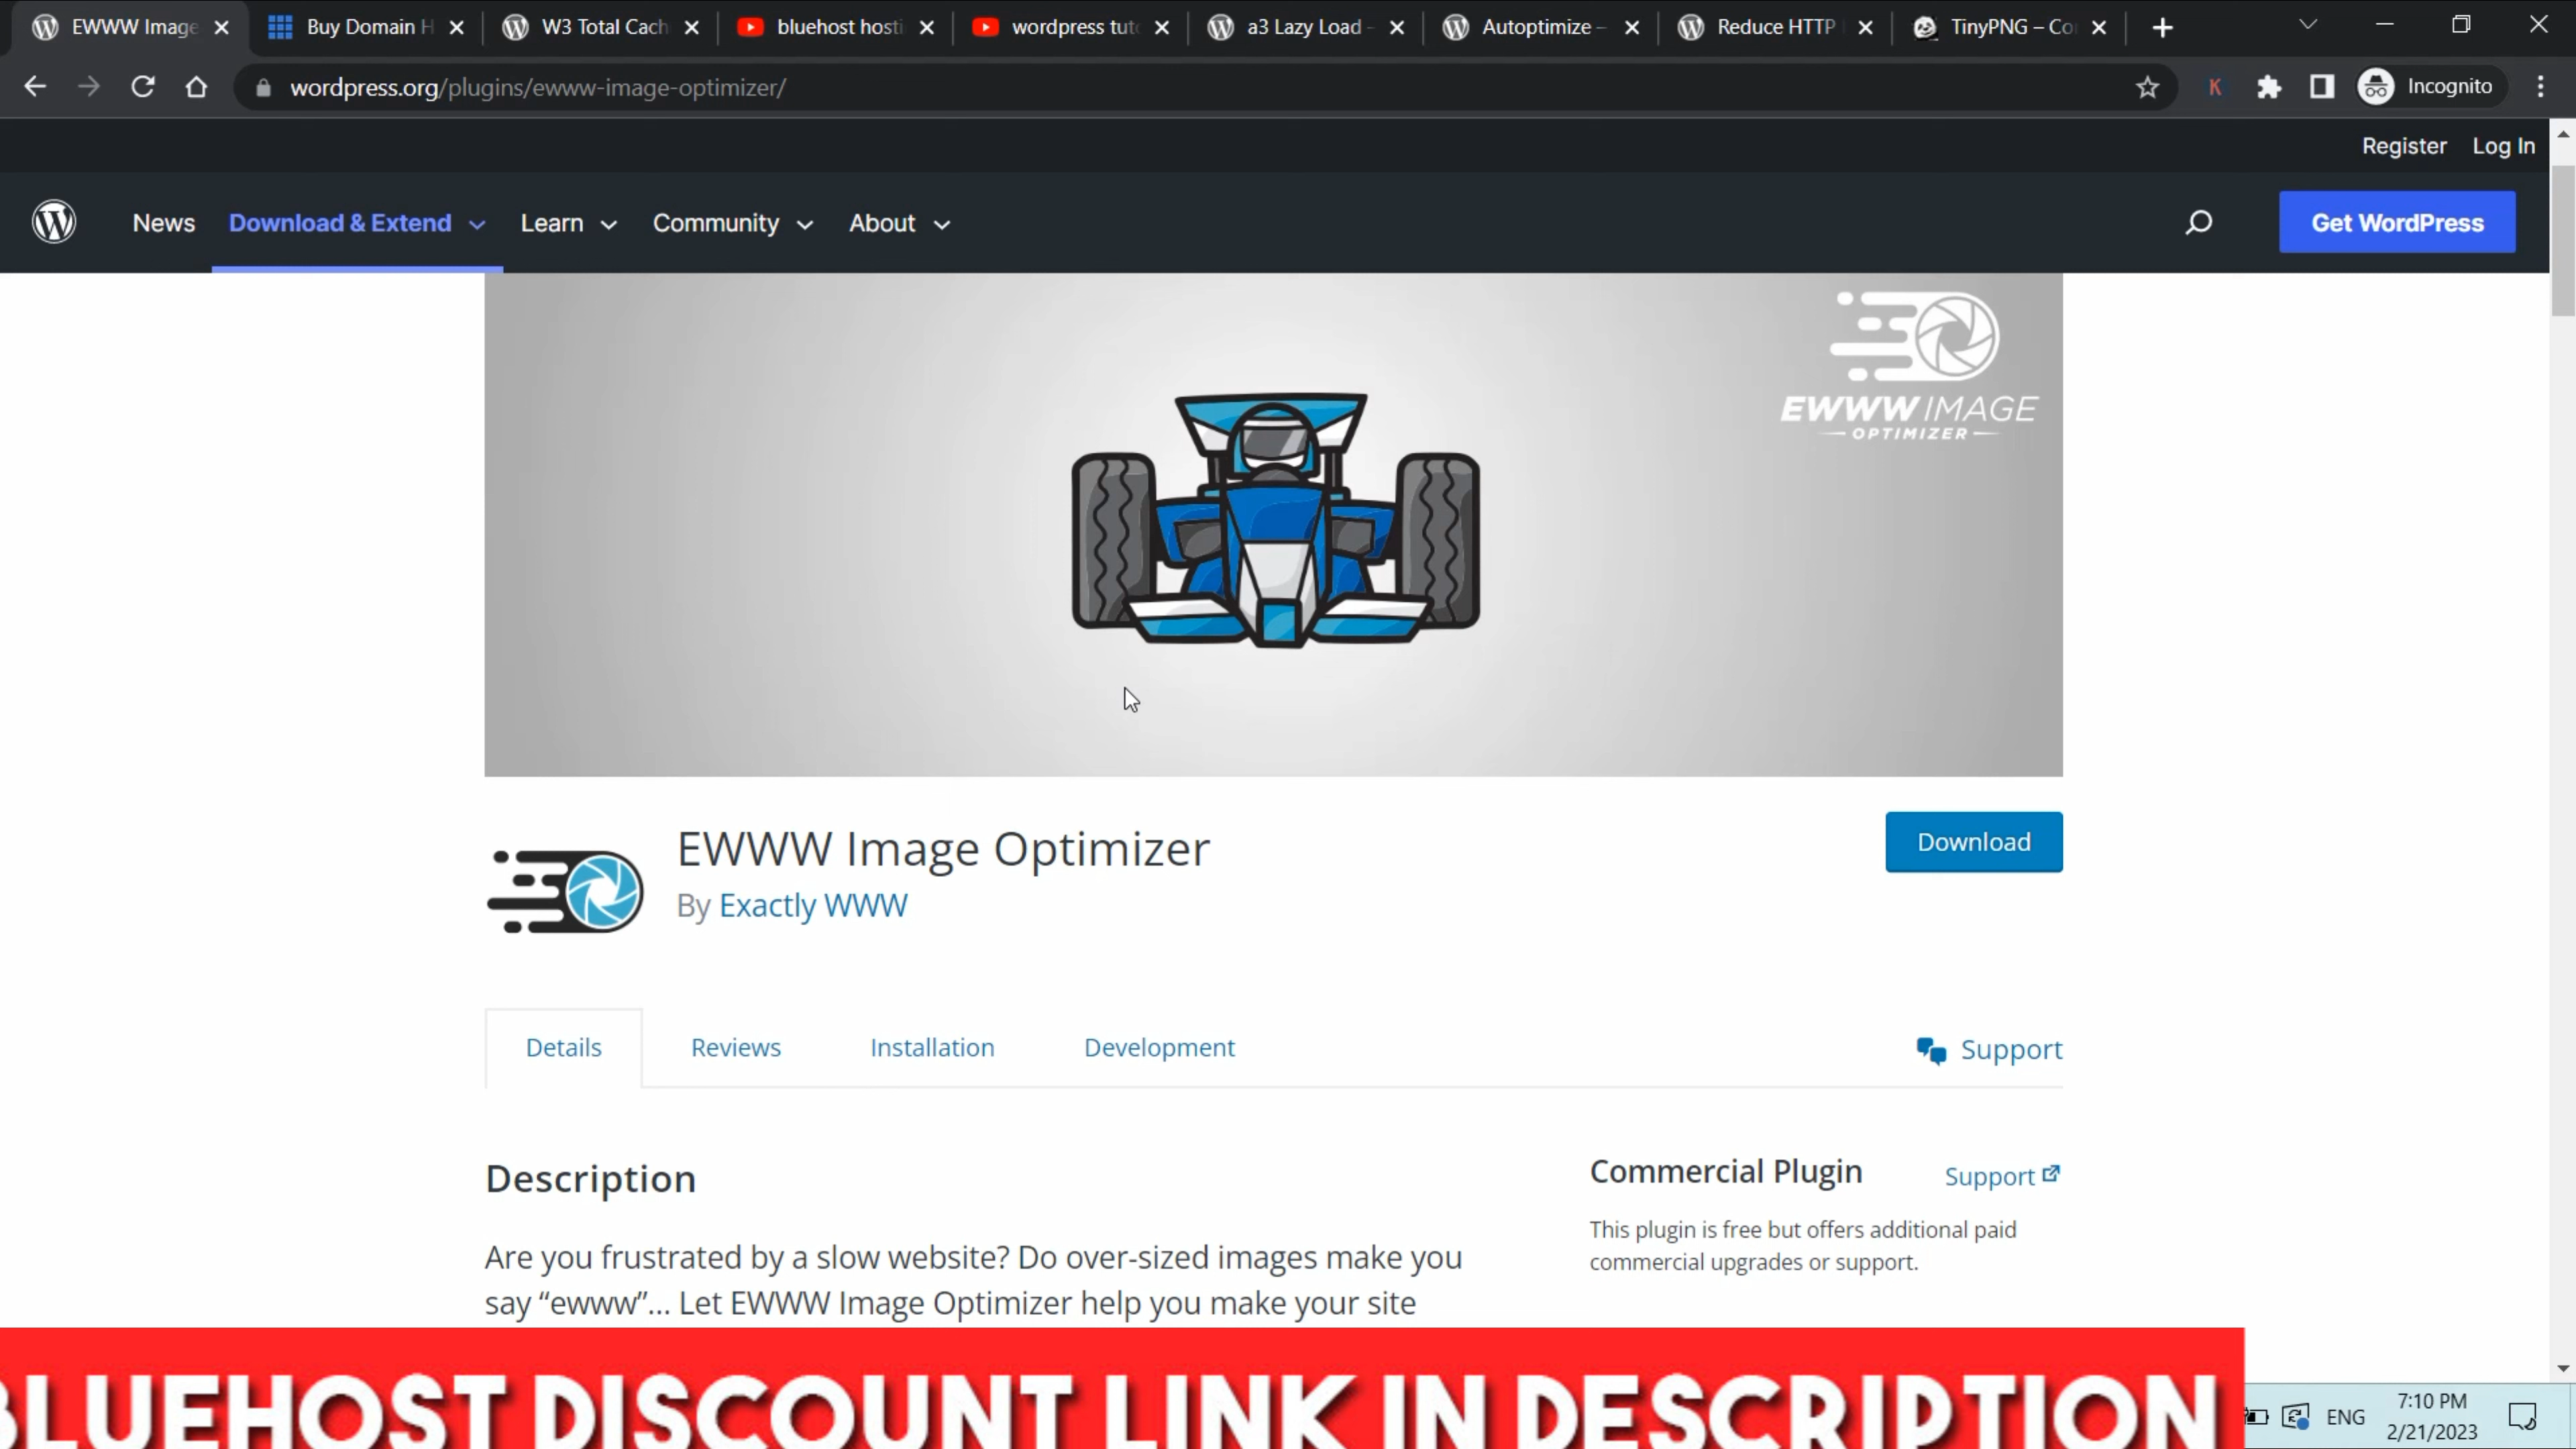 EWWW Image
Buy Domain H
W3 Total Cach
bluehost hosti
wordpress tuto
a3 Lazy Load -
Autoptimize –
Reduce HTTP
TinyPNG – Co
wordpress.org/plugins/ewww-image-optimizer/
K
Incognito
Register Log In
News Download & Extend Learn Community About
Get WordPress
EWWW IMAGE
OPTIMIZER
EWWW Image Optimizer
By Exactly WWW
Download
Details Reviews Installation Development
Support
Description
Are you frustrated by a slow website? Do over-sized images make you
say “ewww”… Let EWWW Image Optimizer help you make your site
Commercial Plugin
Support
This plugin is free but offers additional paid
commercial upgrades or support.
BLUEHOST DISCOUNT LINK IN DESCRIPTION
ENG
7:10 PM
2/21/2023